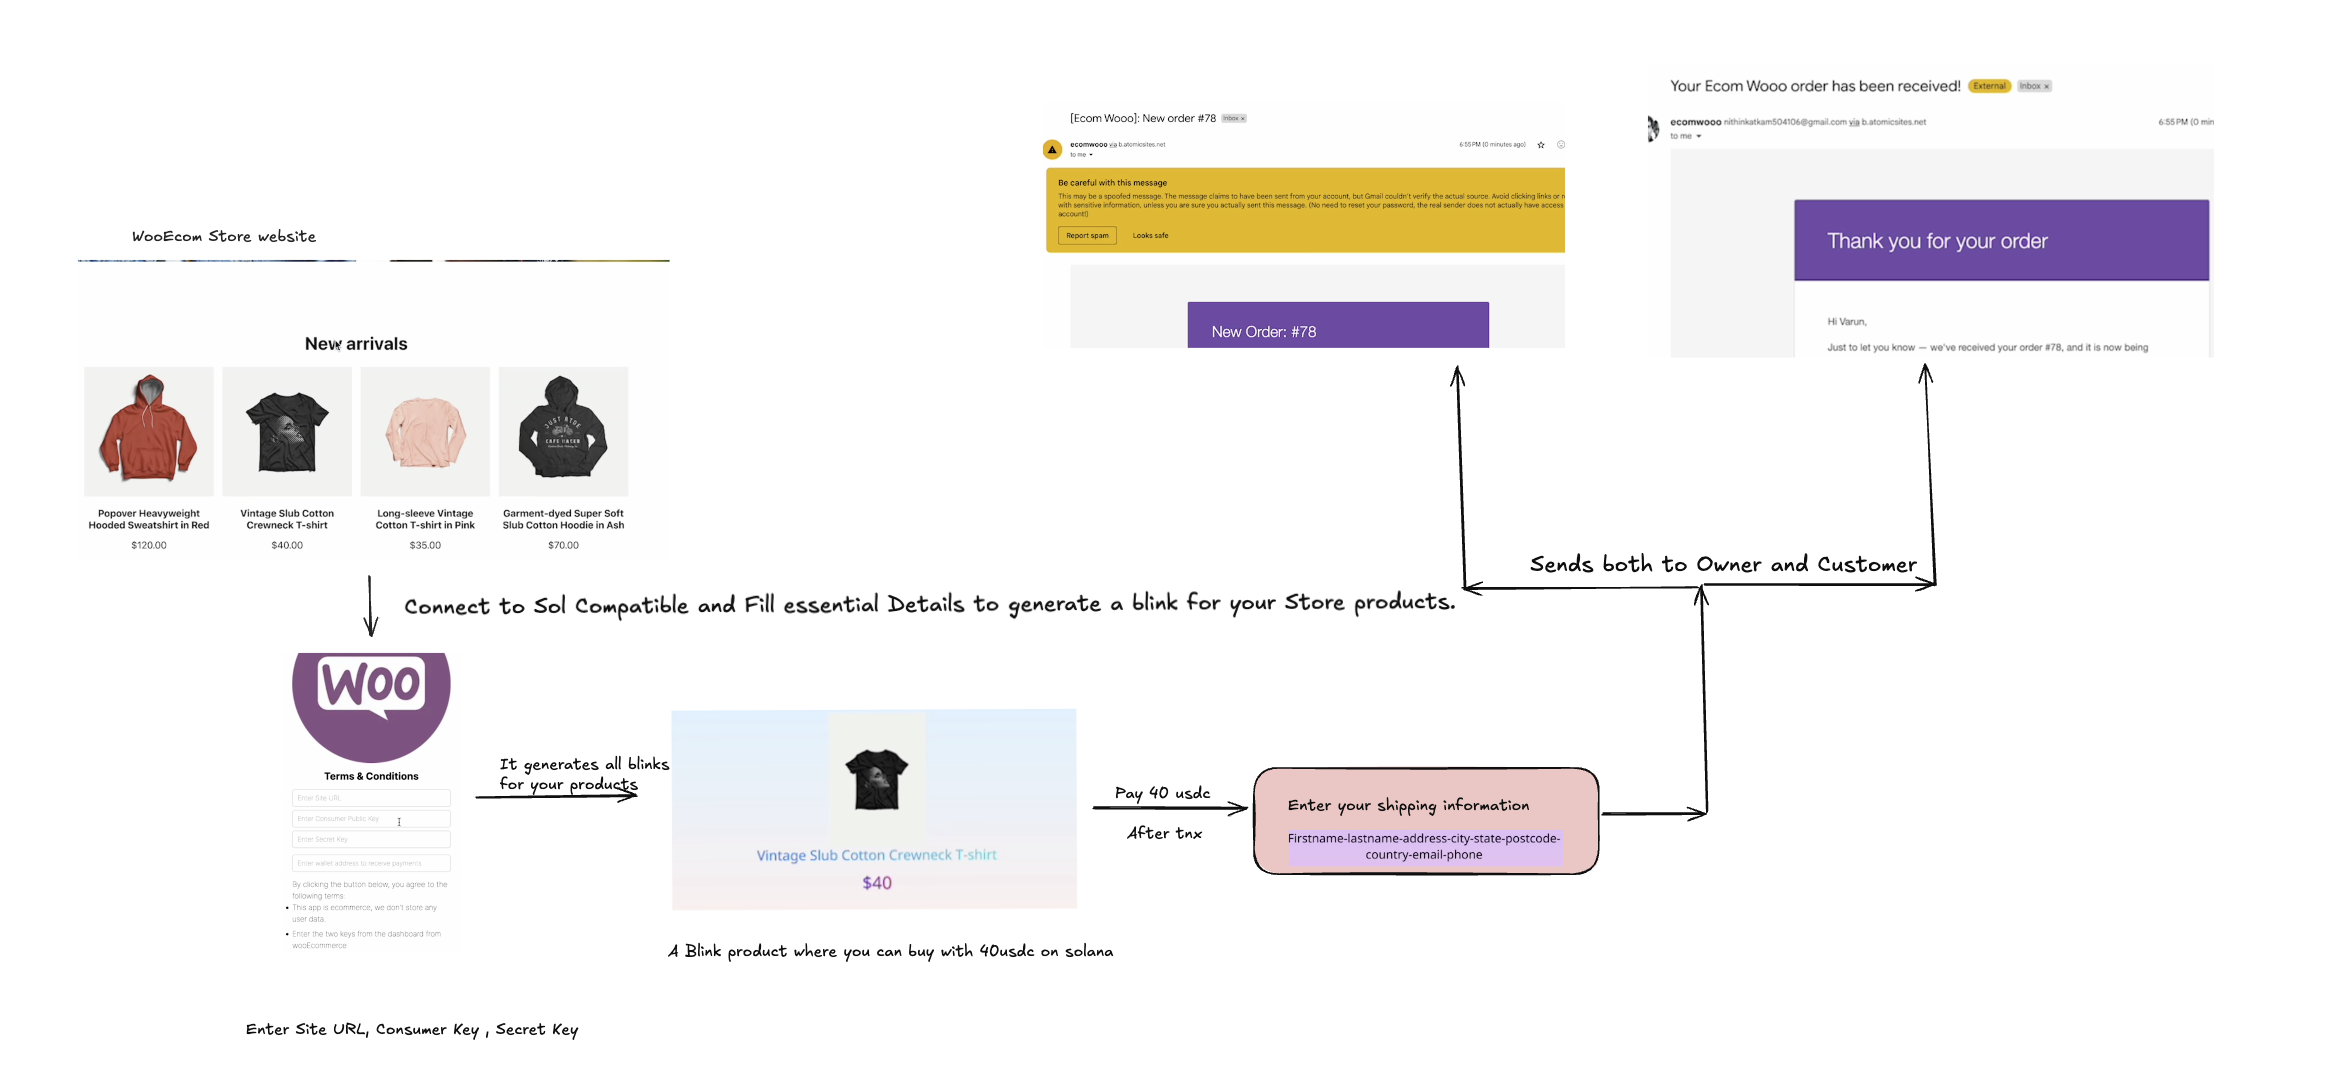 WooEcom Store website
New arrivals
Popover Heavyweight
Hooded Sweatshirt in Red
$120.00
Vintage Slub Cotton
Crewneck T-shirt
$40.00
Long-sleeve Vintage
Cotton T-shirt in Pink
$35.00
JUST RIDE
CAFE RACER
Garment-dyed Super Soft
Slub Cotton Hoodie in Ash
$70.00
Connect to Sol Compatible and Fill essential Details to generate a blink for your Store products.
Woo
Terms & Conditions
Enter Site URL
Enter Consumer Public Key
Enter Secret Key
Enter wallet address to receive payments
By clicking the button below, you agree to the
following terms:
• This app is ecommerce, we don't store any
user data.
• Enter the two keys from the dashboard from
wooEcommerce
Enter Site URL, Consumer Key , Secret Key
It generates all blinks
for your products
Vintage Slub Cotton Crewneck T-shirt
$40
A Blink product where you can buy with 40usdc on solana
Pay 40 usdc
After tnx
Enter your shipping information
Firstname-lastname-address-city-state-postcode-
country-email-phone
Sends both to Owner and Customer
[Ecom Wooo]: New order #78 Inbox ×
ecomwooo via b.atomicsites.net
to me
6:55 PM (0 minutes ago)
Be careful with this message
This may be a spoofed message. The message claims to have been sent from your account, but Gmail couldn't verify the actual source. Avoid clicking links or r
with sensitive information, unless you are sure you actually sent this message. (No need to reset your password, the real sender does not actually have access
account!)
Report spam Looks safe
New Order: #78
Your Ecom Wooo order has been received! External Inbox ×
ecomwooo nithinkatkam504106@gmail.com via b.atomicsites.net
6:55 PM (0 min
to me
Thank you for your order
Hi Varun,
Just to let you know — we've received your order #78, and it is now being